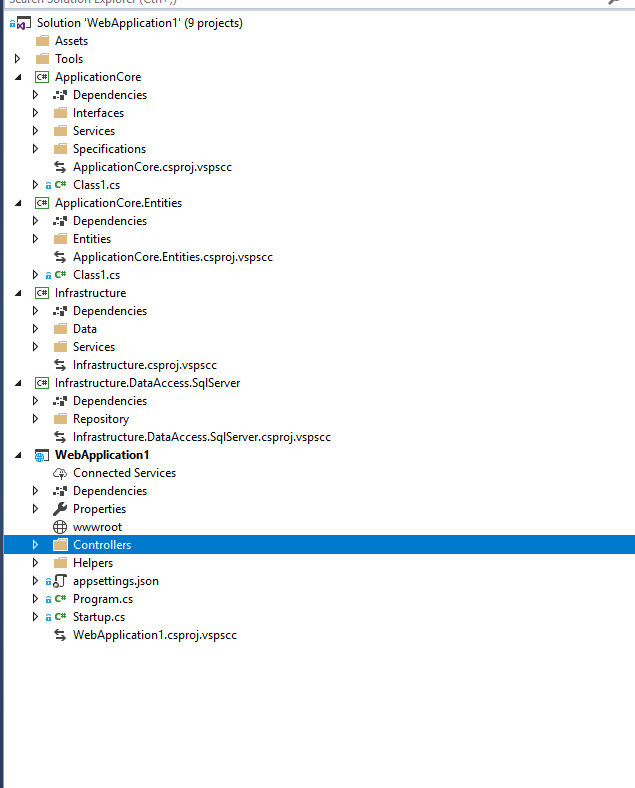 Search Solution Explorer (Ctrl+;)
Solution 'WebApplication1' (9 projects)
Assets
Tools
C# ApplicationCore
Dependencies
Interfaces
Services
Specifications
ApplicationCore.csproj.vspscc
C# Class1.cs
C# ApplicationCore.Entities
Dependencies
Entities
ApplicationCore.Entities.csproj.vspscc
C# Class1.cs
C# Infrastructure
Dependencies
Data
Services
Infrastructure.csproj.vspscc
C# Infrastructure.DataAccess.SqlServer
Dependencies
Repository
Infrastructure.DataAccess.SqlServer.csproj.vspscc
WebApplication1
Connected Services
Dependencies
Properties
wwwroot
Controllers
Helpers
appsettings.json
C# Program.cs
C# Startup.cs
WebApplication1.csproj.vspscc